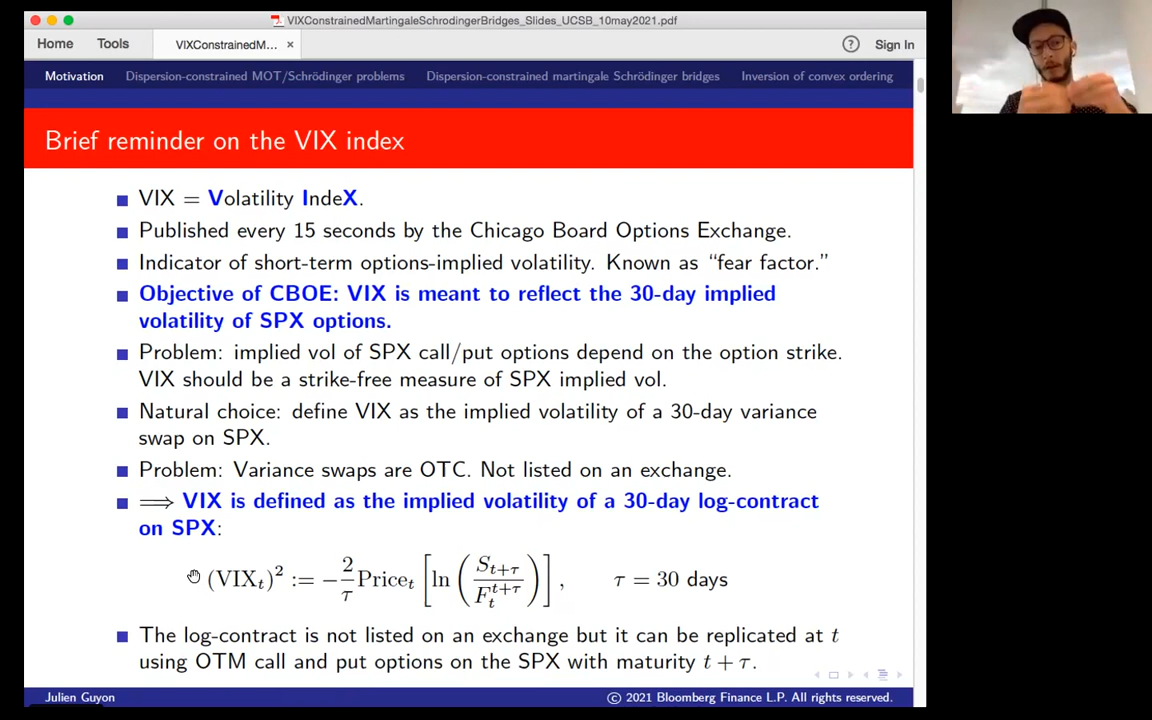 VIXConstrainedMartingaleSchrodingerBridges_Slides_UCSB_10may2021.pdf
Home Tools VIXConstrainedM... × ? Sign In
Motivation Dispersion-constrained MOT/Schrödinger problems Dispersion-constrained martingale Schrödinger bridges Inversion of convex ordering
Brief reminder on the VIX index
VIX = Volatility IndeX.
Published every 15 seconds by the Chicago Board Options Exchange.
Indicator of short-term options-implied volatility. Known as “fear factor.”
Objective of CBOE: VIX is meant to reflect the 30-day implied
volatility of SPX options.
Problem: implied vol of SPX call/put options depend on the option strike.
VIX should be a strike-free measure of SPX implied vol.
Natural choice: define VIX as the implied volatility of a 30-day variance
swap on SPX.
Problem: Variance swaps are OTC. Not listed on an exchange.
⟹ VIX is defined as the implied volatility of a 30-day log-contract
on SPX:
(VIX_t)^2 := −\frac{2}{τ} Price_t [ ln ( \frac{S_{t+τ}}{F_t^{t+τ}} ) ], τ = 30 days
The log-contract is not listed on an exchange but it can be replicated at t
using OTM call and put options on the SPX with maturity t + τ.
Julien Guyon © 2021 Bloomberg Finance L.P. All rights reserved.